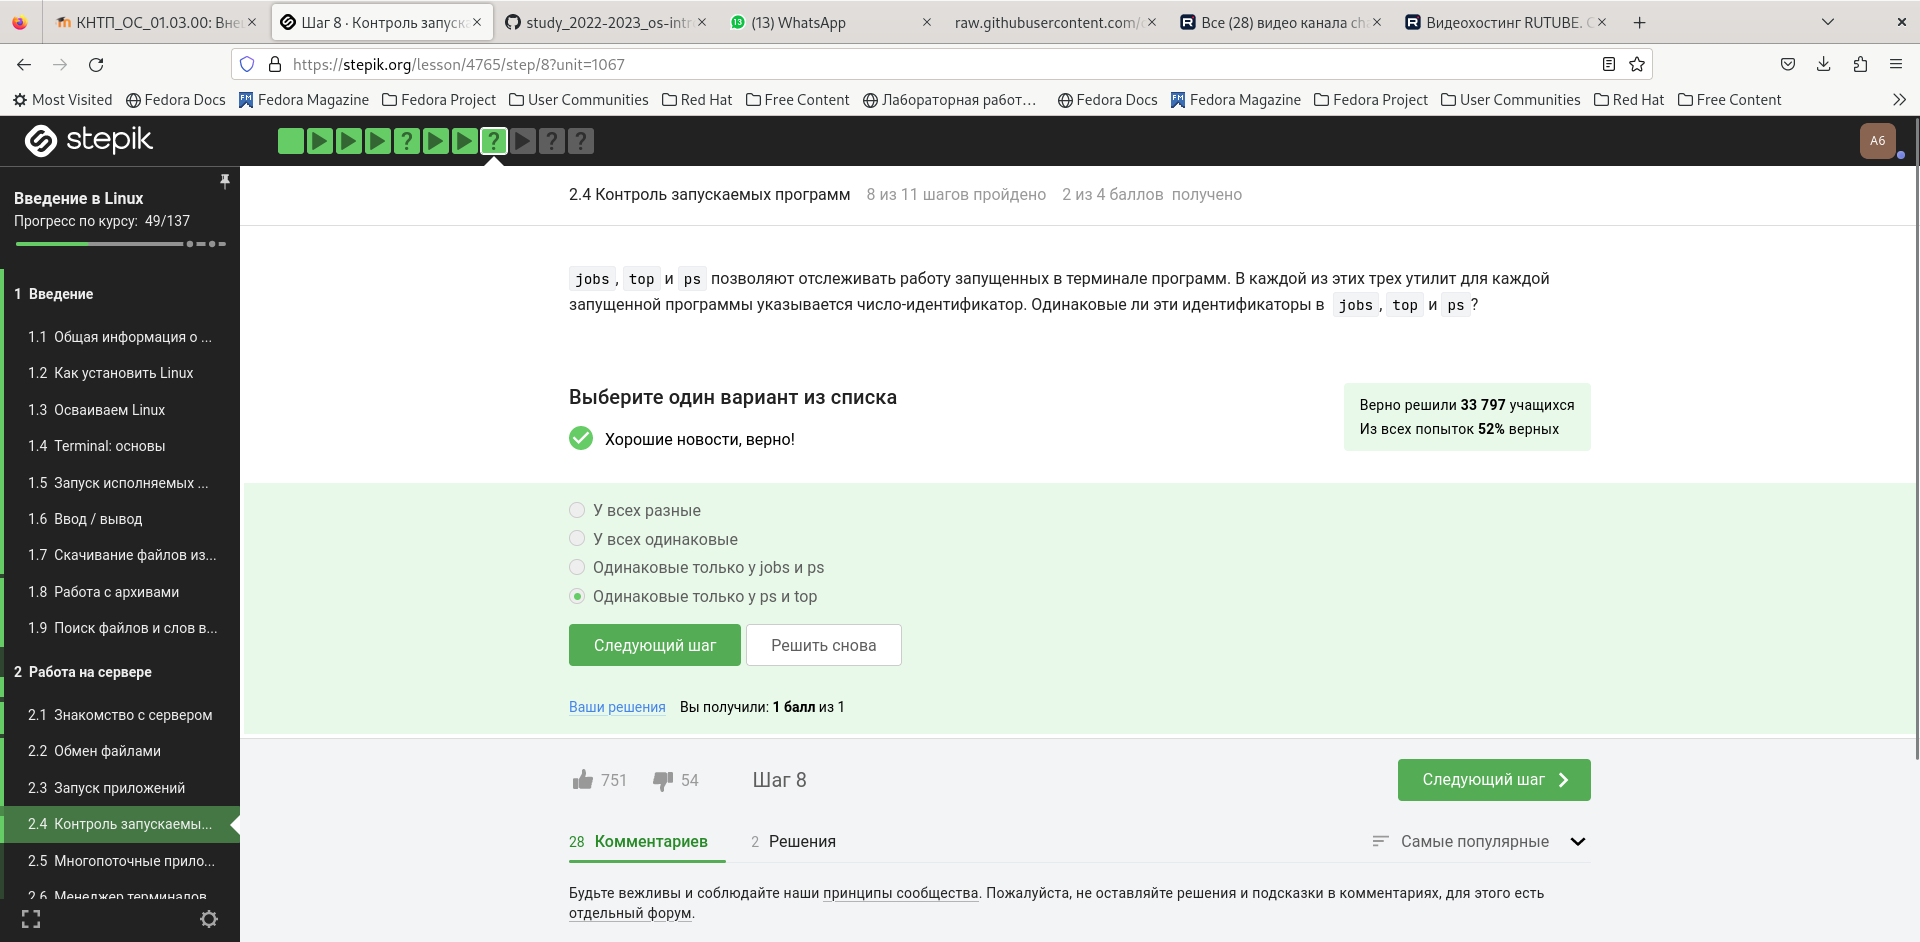 КНТП_ОС_01.03.00: Вне
Шаг 8 · Контроль запуск
study_2022-2023_os-intr
(13) WhatsApp
raw.githubusercontent.com/
Все (28) видео канала
Видеохостинг RUTUBE.
https://stepik.org/lesson/4765/step/8?unit=1067
Most Visited
Fedora Docs
Fedora Magazine
Fedora Project
User Communities
Red Hat
Free Content
Лабораторная работ...
Fedora Docs
Fedora Magazine
Fedora Project
User Communities
Red Hat
Free Content
stepik
A6
Введение в Linux
Прогресс по курсу: 49/137
1 Введение
1.1 Общая информация о ...
1.2 Как установить Linux
1.3 Осваиваем Linux
1.4 Terminal: основы
1.5 Запуск исполняемых ...
1.6 Ввод / вывод
1.7 Скачивание файлов из...
1.8 Работа с архивами
1.9 Поиск файлов и слов в...
2 Работа на сервере
2.1 Знакомство с сервером
2.2 Обмен файлами
2.3 Запуск приложений
2.4 Контроль запускаемы...
2.5 Многопоточные прило...
2.6 Менеджер терминалов
2.4 Контроль запускаемых программ 8 из 11 шагов пройдено 2 из 4 баллов получено
jobs, top и ps позволяют отслеживать работу запущенных в терминале программ. В каждой из этих трех утилит для каждой
запущенной программы указывается число-идентификатор. Одинаковые ли эти идентификаторы в jobs, top и ps?
Выберите один вариант из списка
Хорошие новости, верно!
Верно решили 33 797 учащихся
Из всех попыток 52% верных
У всех разные
У всех одинаковые
Одинаковые только у jobs и ps
Одинаковые только у ps и top
Следующий шаг
Решить снова
Ваши решения Вы получили: 1 балл из 1
751
54
Шаг 8
Следующий шаг
28 Комментариев
2 Решения
Самые популярные
Будьте вежливы и соблюдайте наши принципы сообщества. Пожалуйста, не оставляйте решения и подсказки в комментариях, для этого есть
отдельный форум.